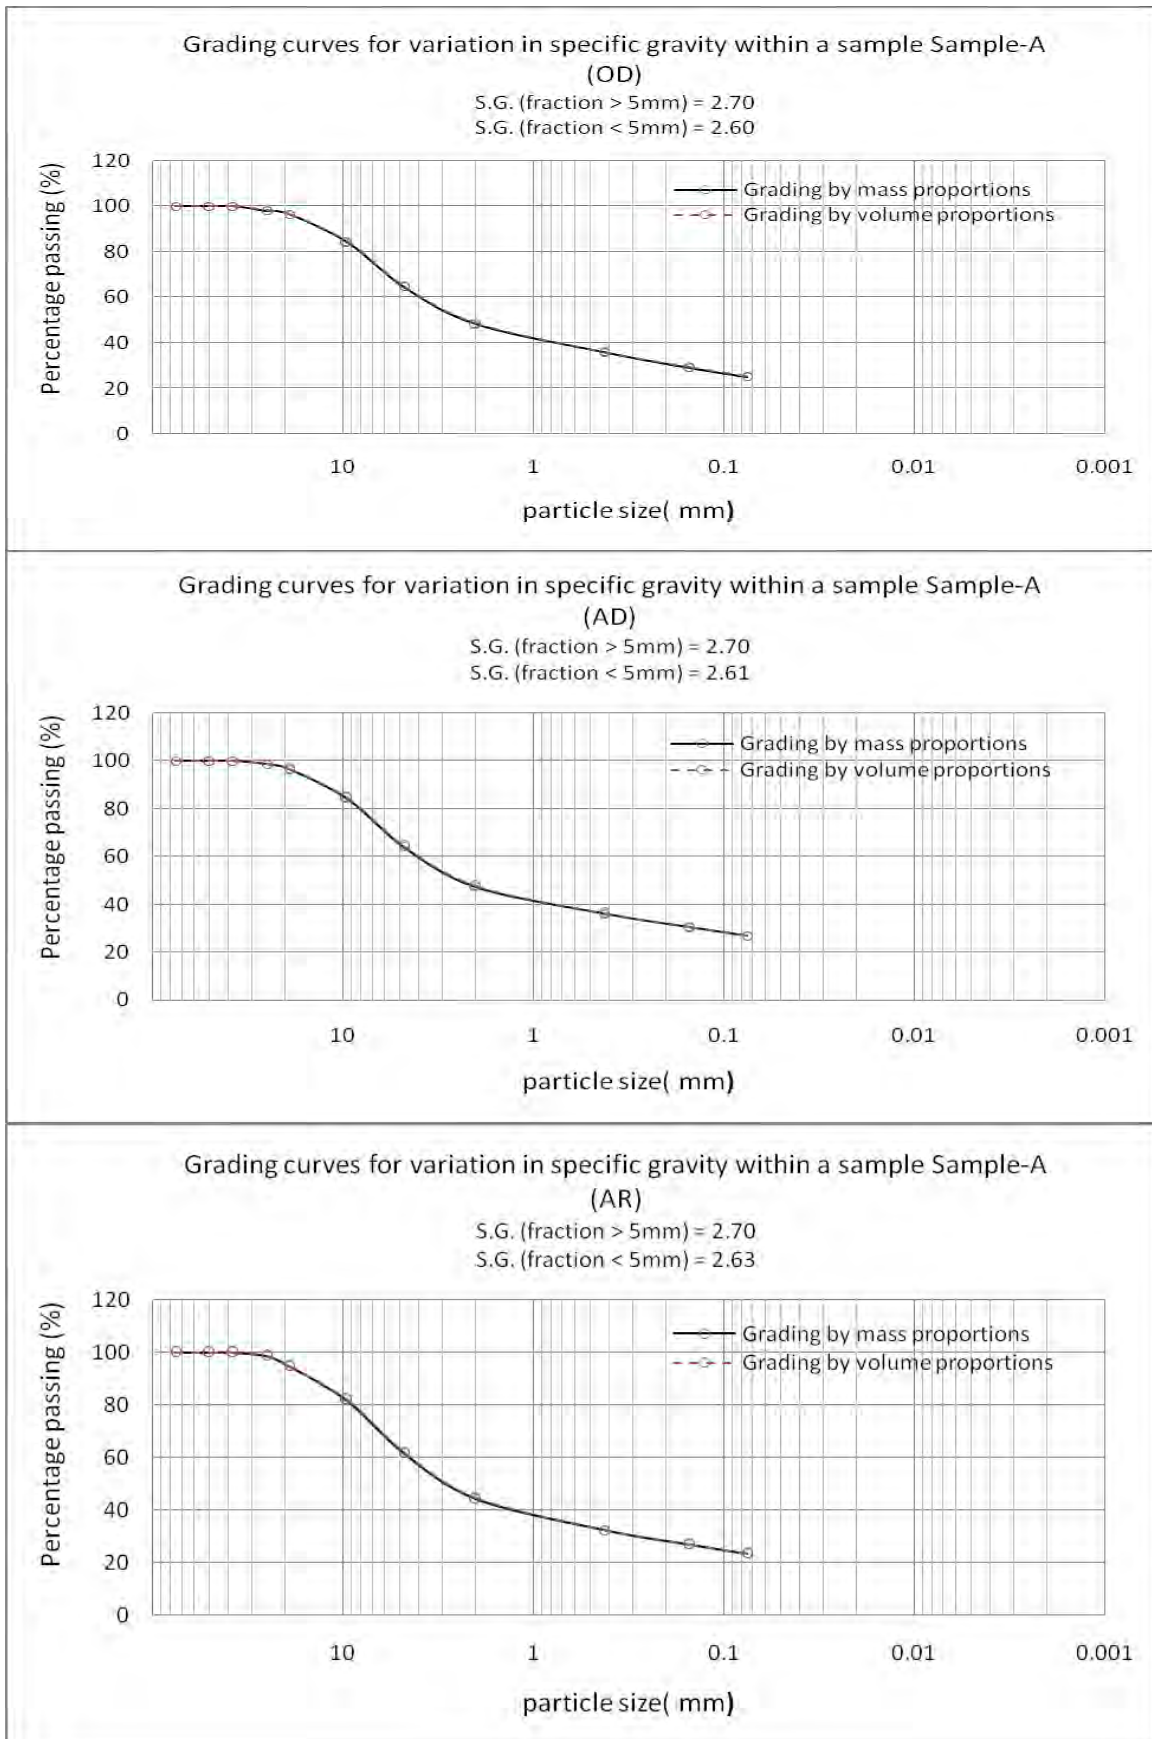 Grading curves for variation in specific gravity within a sample Sample-A
(OD)
S.G. (fraction > 5mm) = 2.70
S.G. (fraction < 5mm) = 2.60
Percentage passing (%)
120
100
80
60
40
20
0
Grading by mass proportions
Grading by volume proportions
10
1
0.1
0.01
0.001
particle size( mm)
Grading curves for variation in specific gravity within a sample Sample-A
(AD)
S.G. (fraction > 5mm) = 2.70
S.G. (fraction < 5mm) = 2.61
Percentage passing (%)
120
100
80
60
40
20
0
Grading by mass proportions
Grading by volume proportions
10
1
0.1
0.01
0.001
particle size( mm)
Grading curves for variation in specific gravity within a sample Sample-A
(AR)
S.G. (fraction > 5mm) = 2.70
S.G. (fraction < 5mm) = 2.63
Percentage passing (%)
120
100
80
60
40
20
0
Grading by mass proportions
Grading by volume proportions
10
1
0.1
0.01
0.001
particle size( mm)